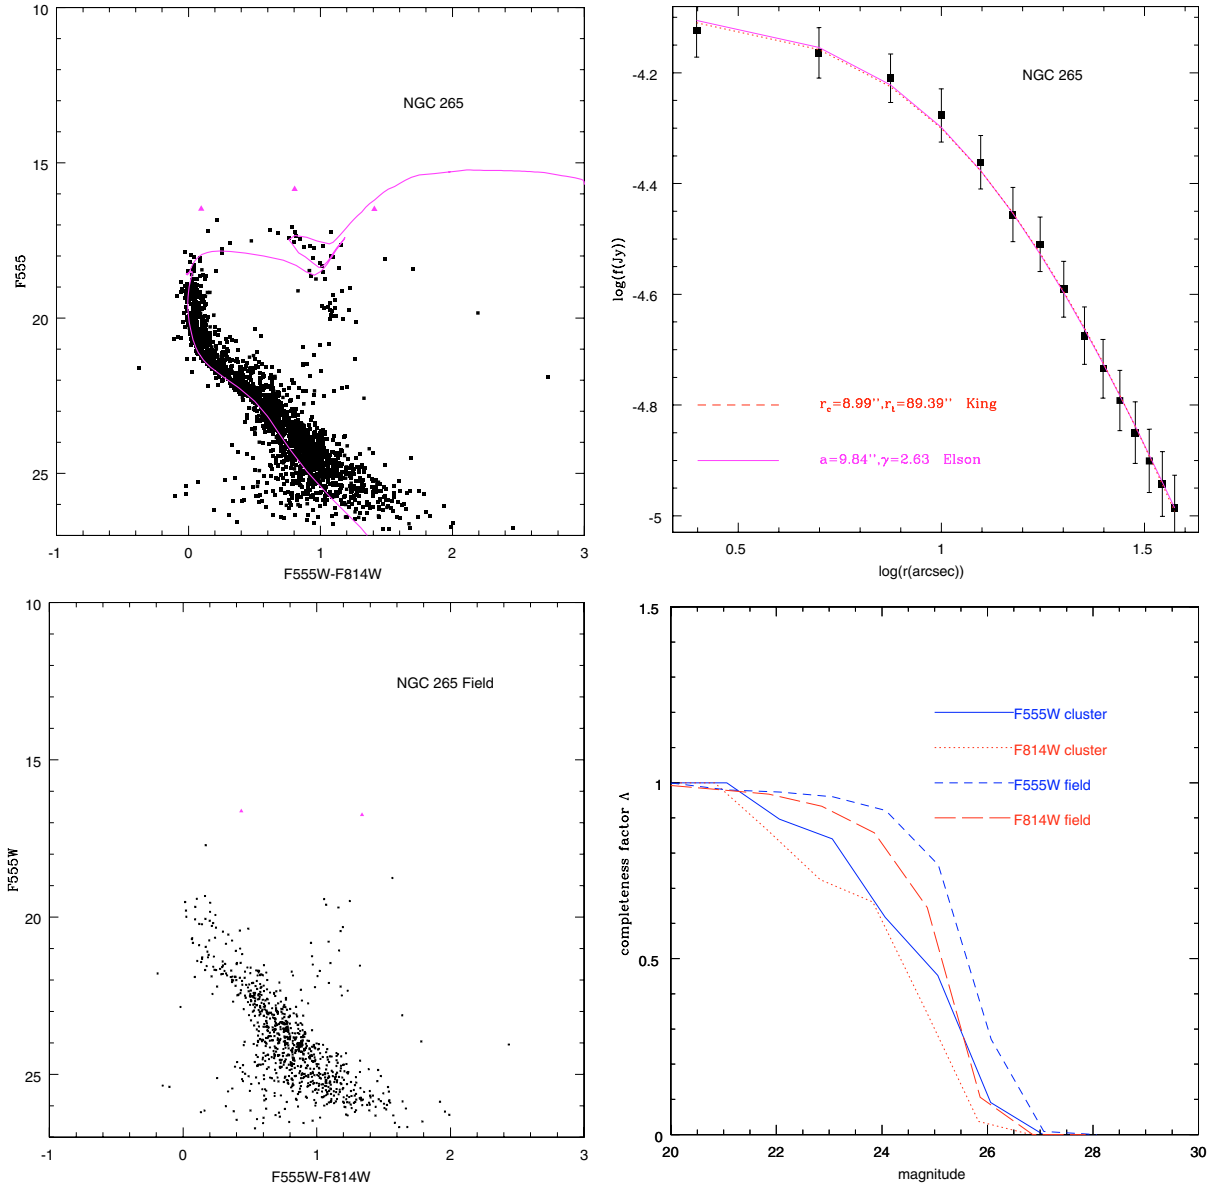 10
15
20
25
F555
NGC 265
-1
0
1
2
3
F555W-F814W
-4.2
-4.4
-4.6
-4.8
-5
log(f(Jy))
NGC 265
r_c=8.99'',r_t=89.39'' King
a=9.84'',γ=2.63 Elson
0.5
1
1.5
log(r(arcsec))
10
15
20
25
F555W
NGC 265 Field
-1
0
1
2
3
F555W-F814W
1.5
1
0.5
0
completeness factor Λ
F555W cluster
F814W cluster
F555W field
F814W field
20
22
24
26
28
30
magnitude